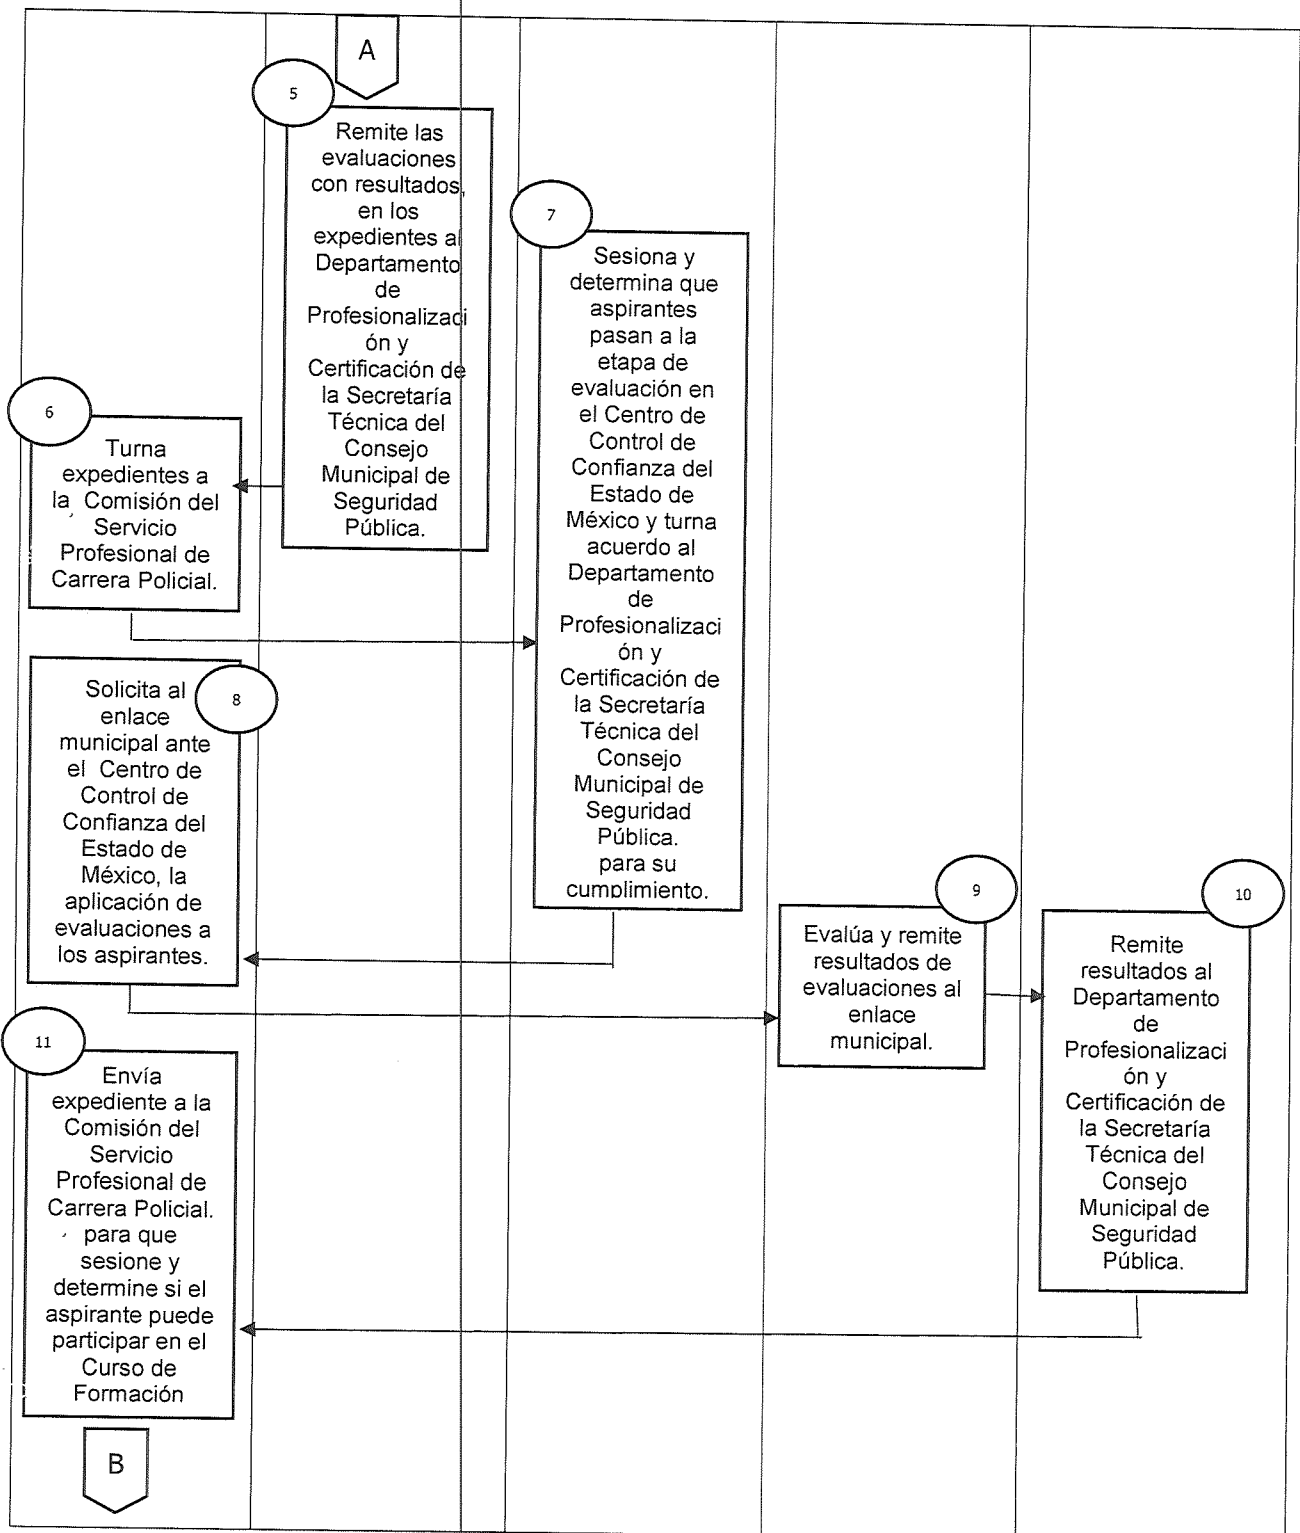 A
5
Remite las
evaluaciones
con resultados,
en los
expedientes al
Departamento
de
Profesionalizaci
ón y
Certificación de
la Secretaría
Técnica del
Consejo
Municipal de
Seguridad
Pública.
6
Turna
expedientes a
la Comisión del
Servicio
Profesional de
Carrera Policial.
7
Sesiona y
determina que
aspirantes
pasan a la
etapa de
evaluación en
el Centro de
Control de
Confianza del
Estado de
México y turna
acuerdo al
Departamento
de
Profesionalizaci
ón y
Certificación de
la Secretaría
Técnica del
Consejo
Municipal de
Seguridad
Pública.
para su
cumplimiento.
8
Solicita al
enlace
municipal ante
el Centro de
Control de
Confianza del
Estado de
México, la
aplicación de
evaluaciones a
los aspirantes.
9
Evalúa y remite
resultados de
evaluaciones al
enlace
municipal.
10
Remite
resultados al
Departamento
de
Profesionalizaci
ón y
Certificación de
la Secretaría
Técnica del
Consejo
Municipal de
Seguridad
Pública.
11
Envía
expediente a la
Comisión del
Servicio
Profesional de
Carrera Policial.
para que
sesione y
determine si el
aspirante puede
participar en el
Curso de
Formación
B